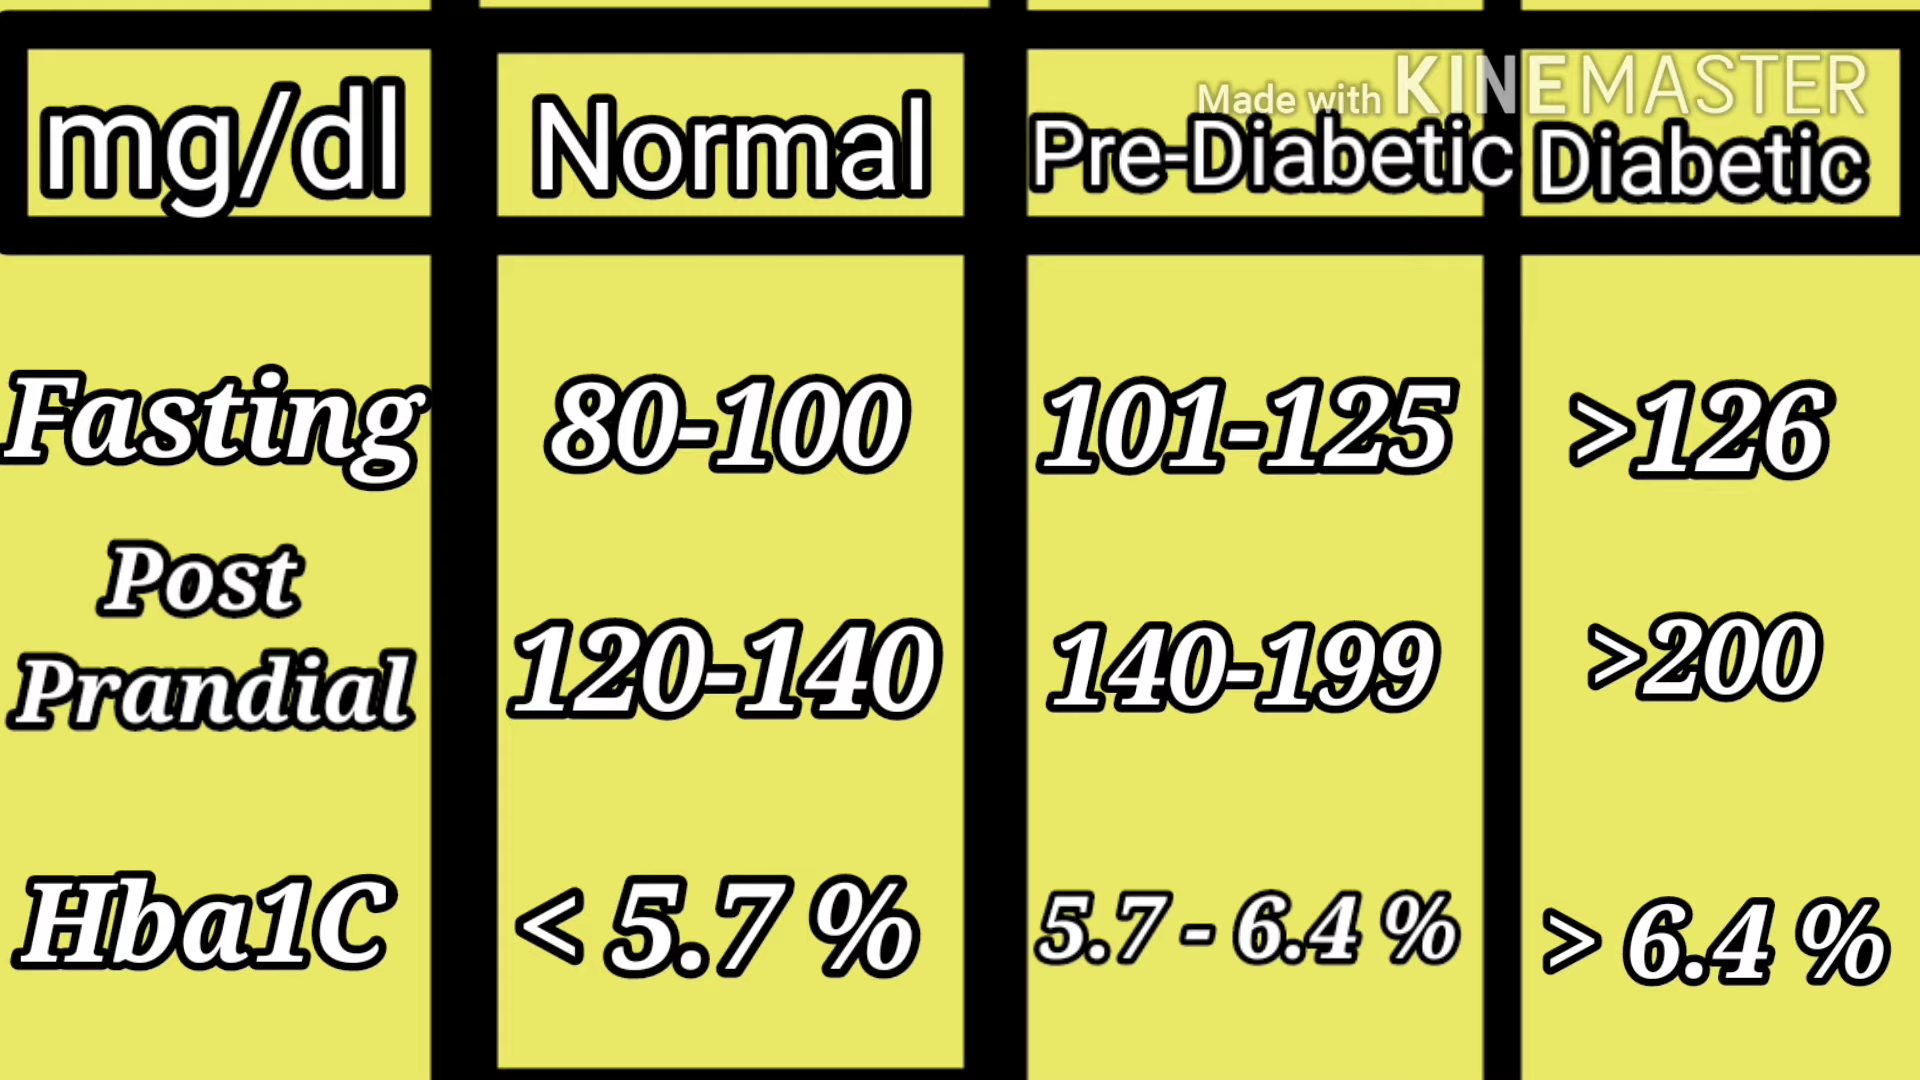 Made with KINEMASTER
mg/dl Normal Pre-Diabetic Diabetic
Fasting 80-100 101-125 >126
Post
Prandial 120-140 140-199 >200
Hba1C < 5.7 % 5.7 - 6.4 % > 6.4 %